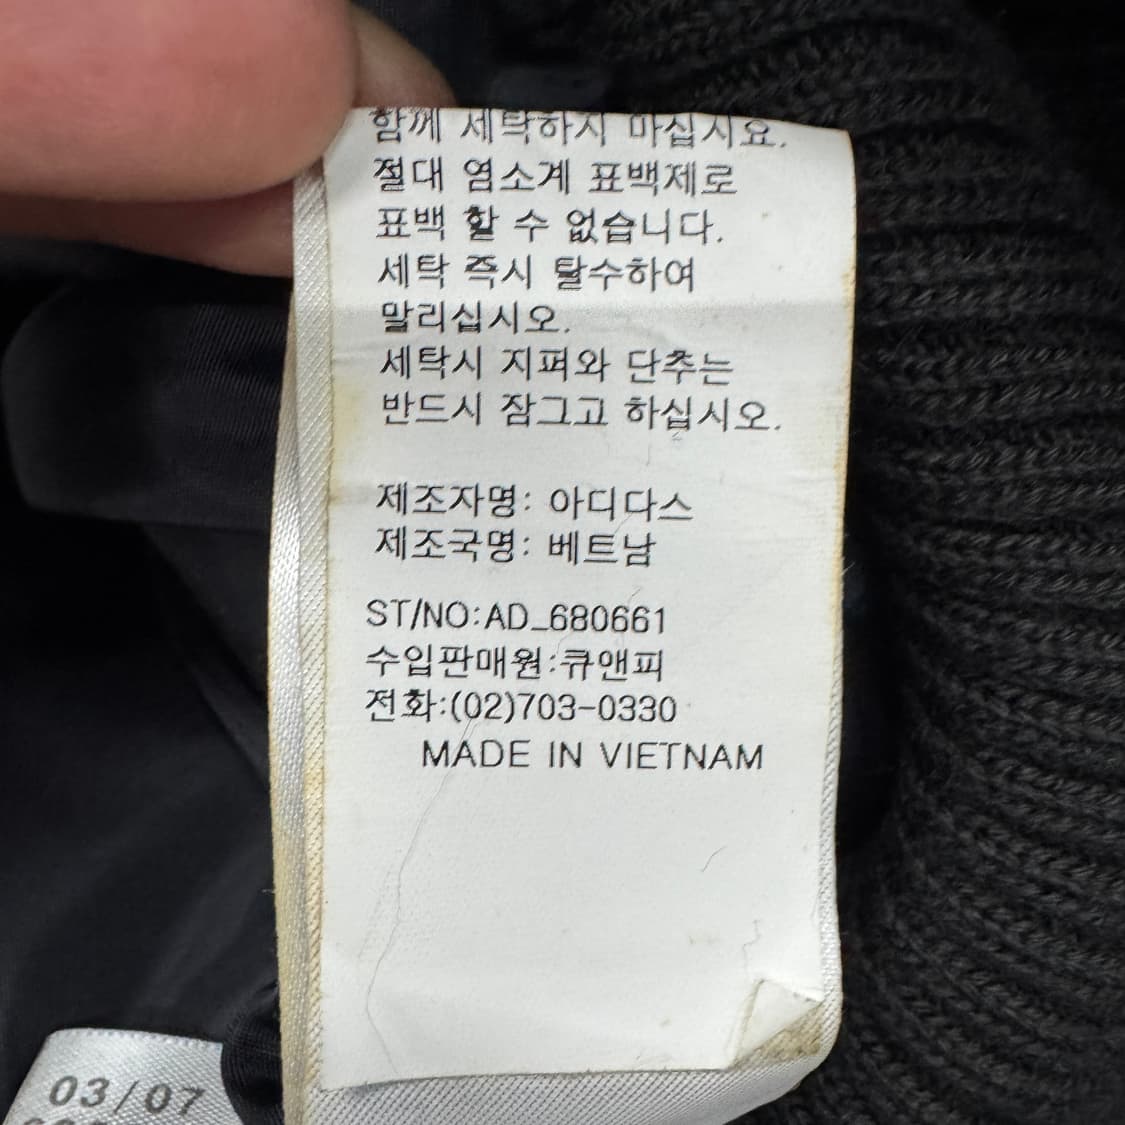 함께 세탁하지 마십시요.
절대 염소계 표백제로
표백 할 수 없습니다.
세탁 즉시 탈수하여
말리십시오.
세탁시 지펴와 단추는
반드시 잠그고 하십시오.
제조자명: 아디다스
제조국명: 베트남
ST/NO:AD_680661
수입판매원:큐앤피
전화:(02)703-0330
MADE IN VIETNAM
03/07